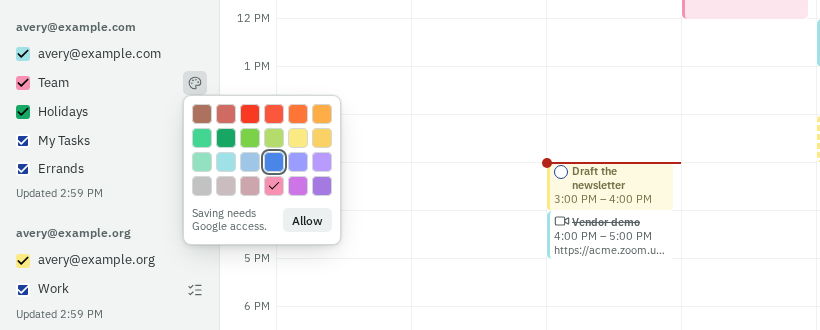 avery@example.com
avery@example.com
Team
Holidays
My Tasks
Errands
Updated 2:59 PM
avery@example.org
avery@example.org
Work
Updated 2:59 PM
Saving needs
Google access.
Allow
12 PM
1 PM
5 PM
6 PM
Draft the
newsletter
3:00 PM – 4:00 PM
Vendor demo
4:00 PM – 5:00 PM
https://acme.zoom.u...